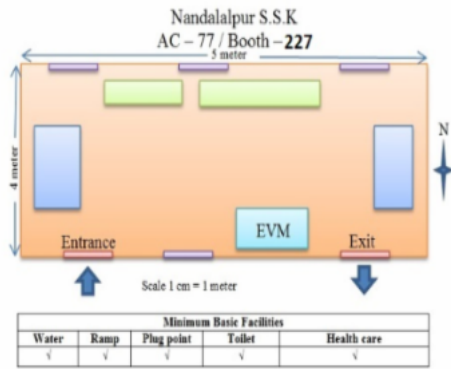 Nandalalpur S.S.K
AC – 77 / Booth – 227
5 meter
4 meter
N
Entrance
EVM
Exit
Scale 1 cm = 1 meter
Minimum Basic Facilities
Water Ramp Plug point Toilet Health care
√ √ √ √ √